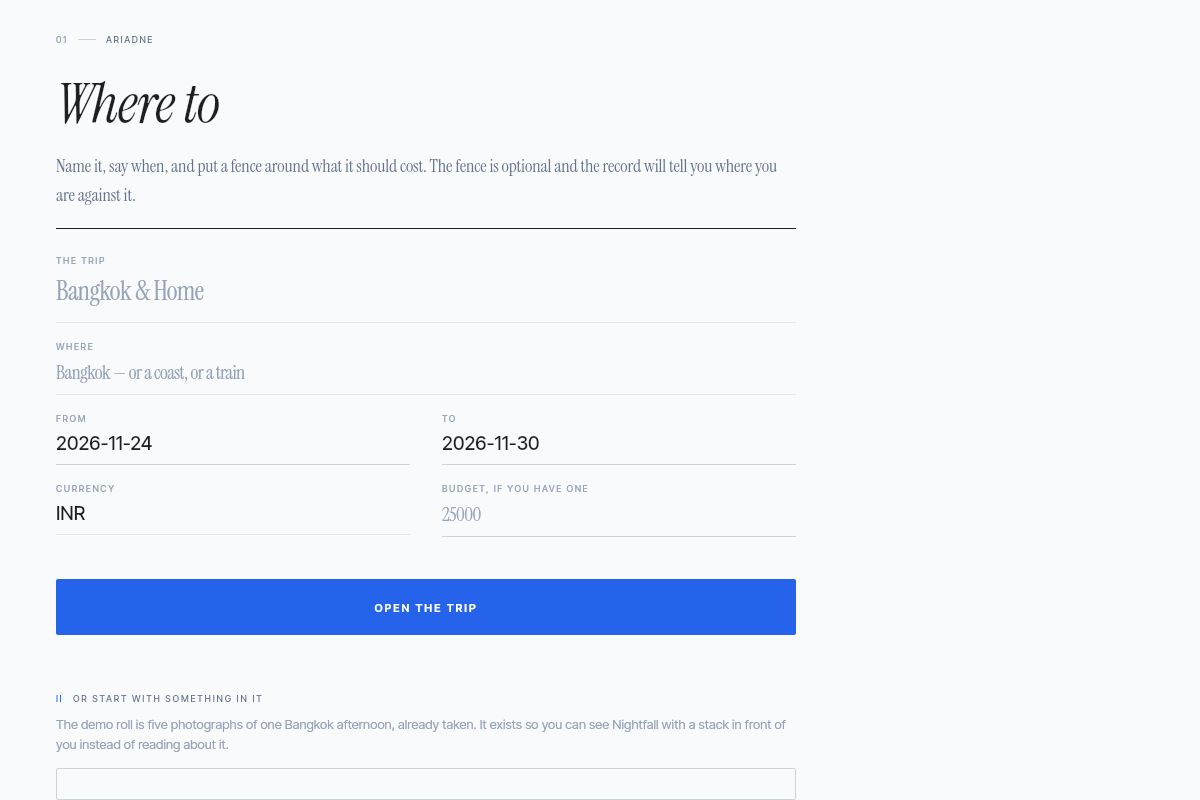 01 — ARIADNE
Where to
Name it, say when, and put a fence around what it should cost. The fence is optional and the record will tell you where you
are against it.
THE TRIP
Bangkok & Home
WHERE
Bangkok — or a coast, or a train
FROM
TO
2026-11-24
2026-11-30
CURRENCY
BUDGET, IF YOU HAVE ONE
INR
25000
OPEN THE TRIP
II OR START WITH SOMETHING IN IT
The demo roll is five photographs of one Bangkok afternoon, already taken. It exists so you can see Nightfall with a stack in front of
you instead of reading about it.